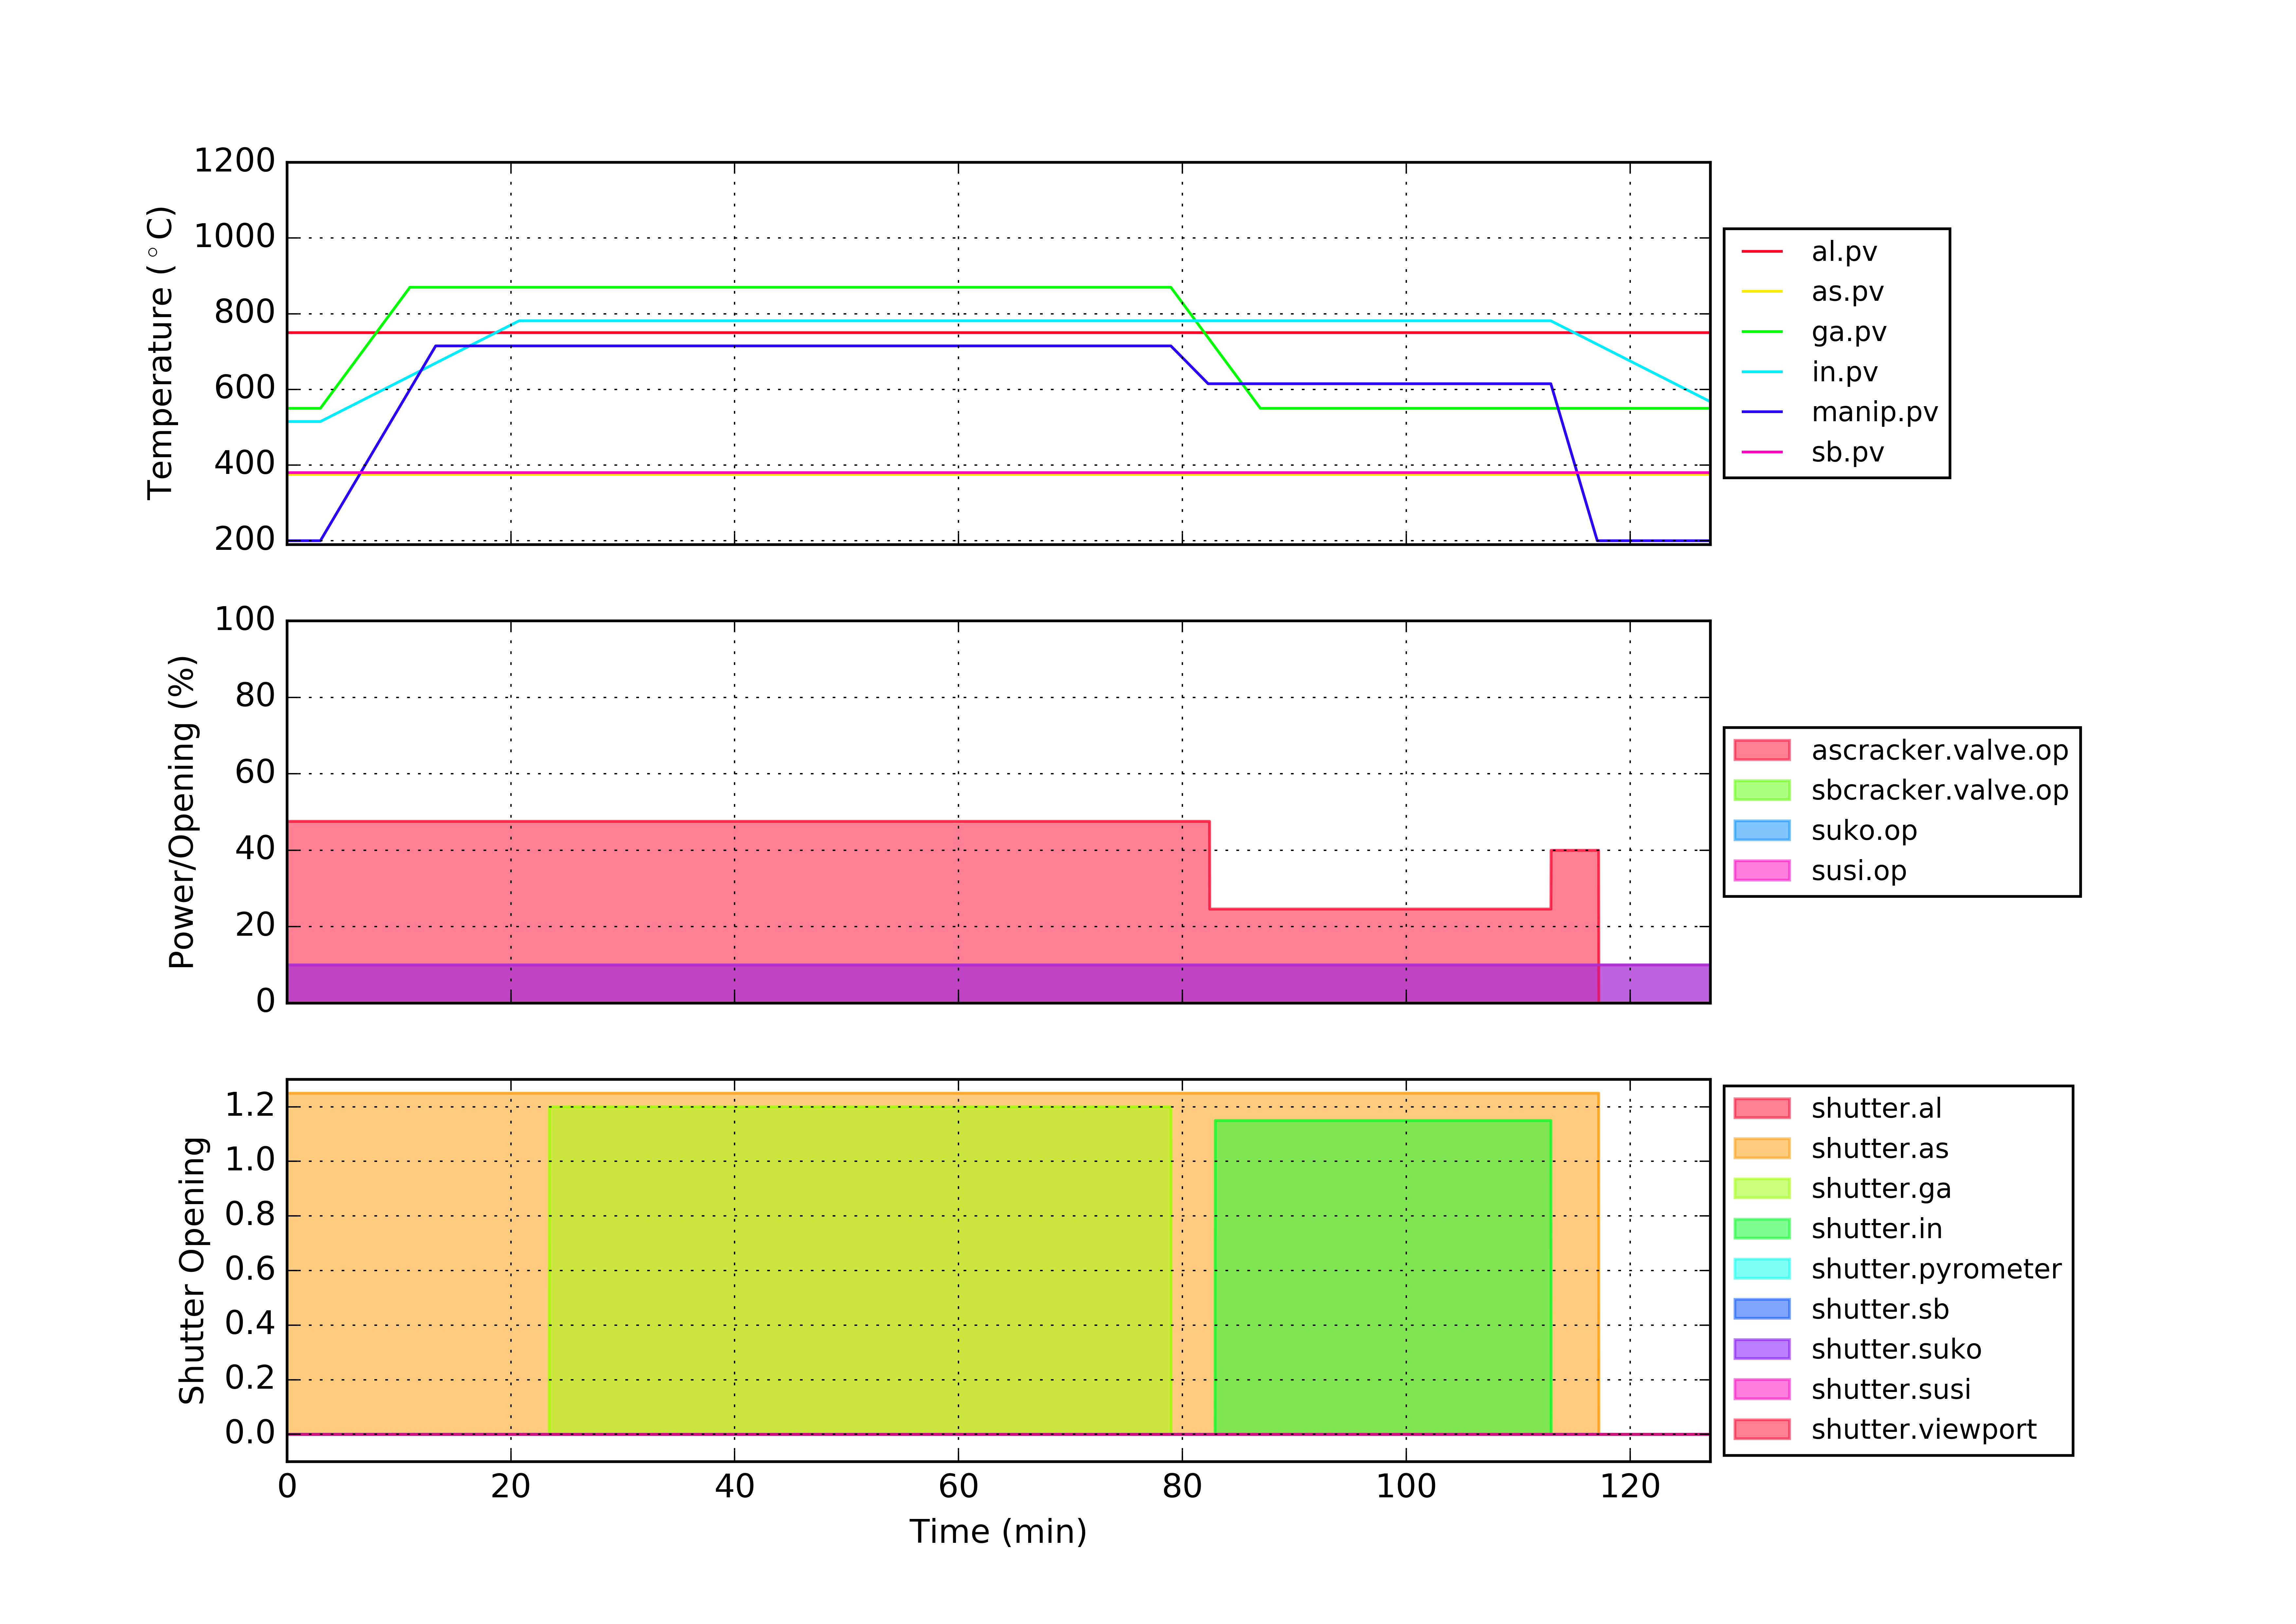 Temperature (°C)
1200
1000
800
600
400
200
al.pv
as.pv
ga.pv
in.pv
manip.pv
sb.pv
Power/Opening (%)
100
80
60
40
20
0
ascracker.valve.op
sbcracker.valve.op
suko.op
susi.op
Shutter Opening
1.2
1.0
0.8
0.6
0.4
0.2
0.0
shutter.al
shutter.as
shutter.ga
shutter.in
shutter.pyrometer
shutter.sb
shutter.suko
shutter.susi
shutter.viewport
0 20 40 60 80 100 120
Time (min)